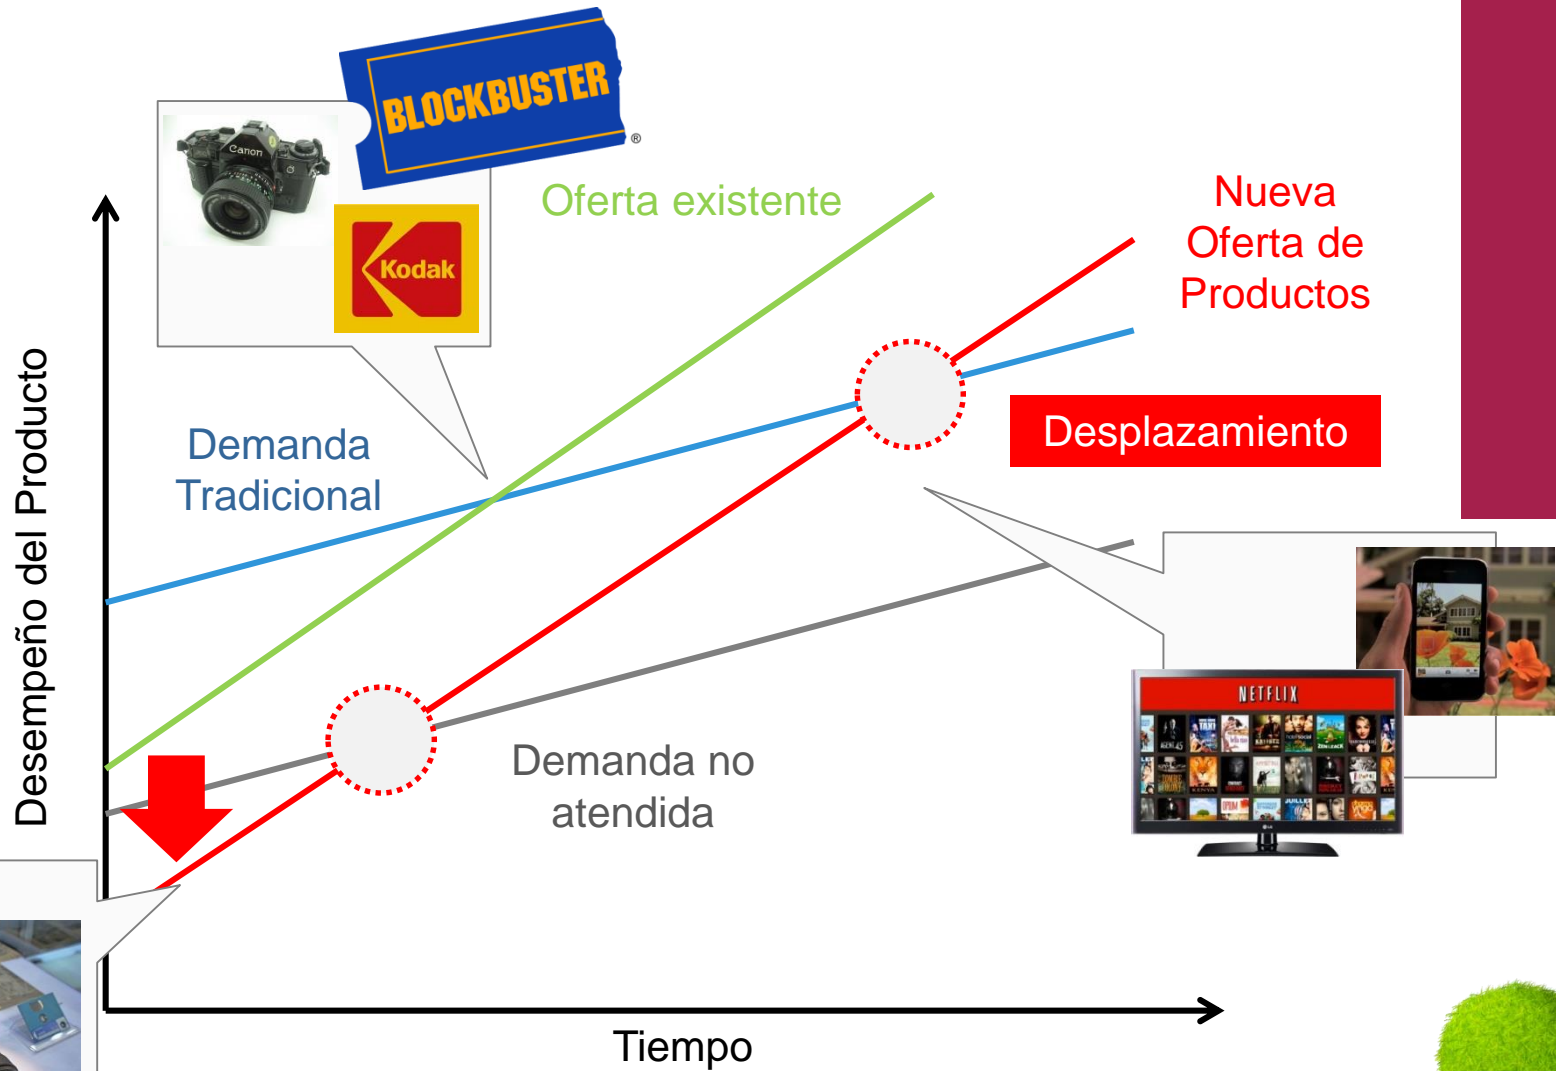 BLOCKBUSTER
®
Canon
Kodak
Oferta existente
Nueva
Oferta de
Productos
Demanda
Tradicional
Desplazamiento
Desempeño del Producto
NETFLIX
Demanda no
atendida
LG
Tiempo